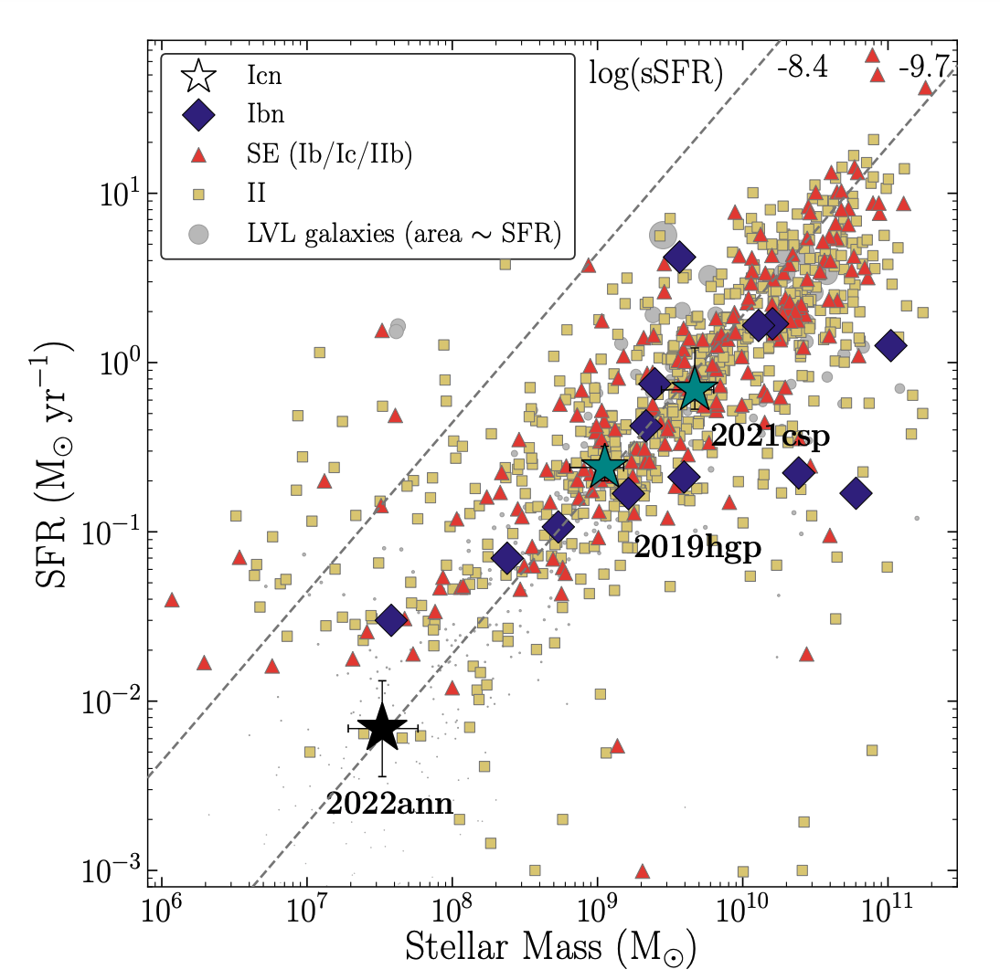 Icn
Ibn
SE (Ib/Ic/IIb)
II
LVL galaxies (area ∼ SFR)
log(sSFR)
-8.4
-9.7
2021csp
2019hgp
2022ann
10¹
10⁰
10⁻¹
10⁻²
10⁻³
SFR (M⊙ yr⁻¹)
10⁶ 10⁷ 10⁸ 10⁹ 10¹⁰ 10¹¹
Stellar Mass (M⊙)